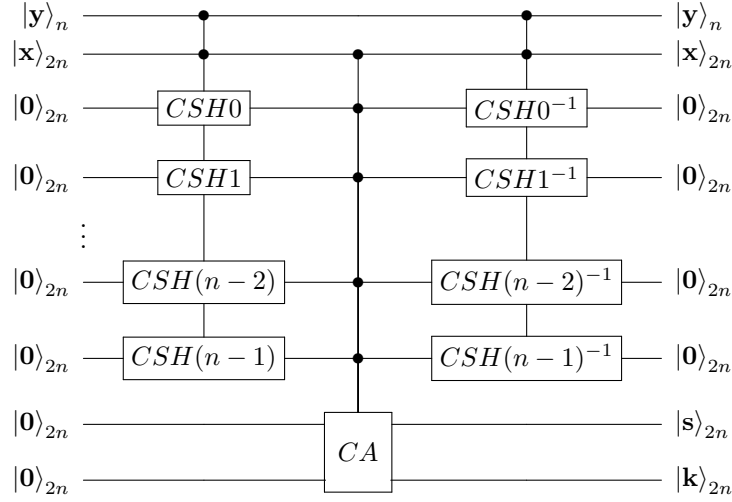 |y⟩ₙ |y⟩ₙ
|x⟩₂ₙ |x⟩₂ₙ
|0⟩₂ₙ CSH0 CSH0⁻¹ |0⟩₂ₙ
|0⟩₂ₙ CSH1 CSH1⁻¹ |0⟩₂ₙ
⋮
|0⟩₂ₙ CSH(n − 2) CSH(n − 2)⁻¹ |0⟩₂ₙ
|0⟩₂ₙ CSH(n − 1) CSH(n − 1)⁻¹ |0⟩₂ₙ
|0⟩₂ₙ |s⟩₂ₙ
CA
|0⟩₂ₙ |k⟩₂ₙ